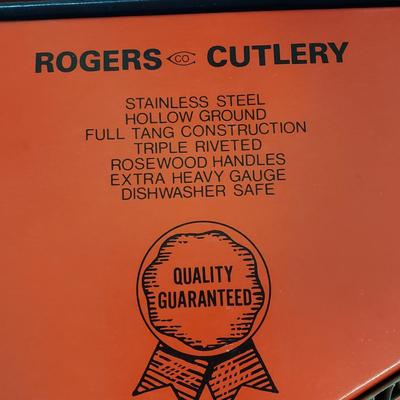 ROGERS CO CUTLERY
STAINLESS STEEL
HOLLOW GROUND
FULL TANG CONSTRUCTION
TRIPLE RIVETED
ROSEWOOD HANDLES
EXTRA HEAVY GAUGE
DISHWASHER SAFE
QUALITY
GUARANTEED